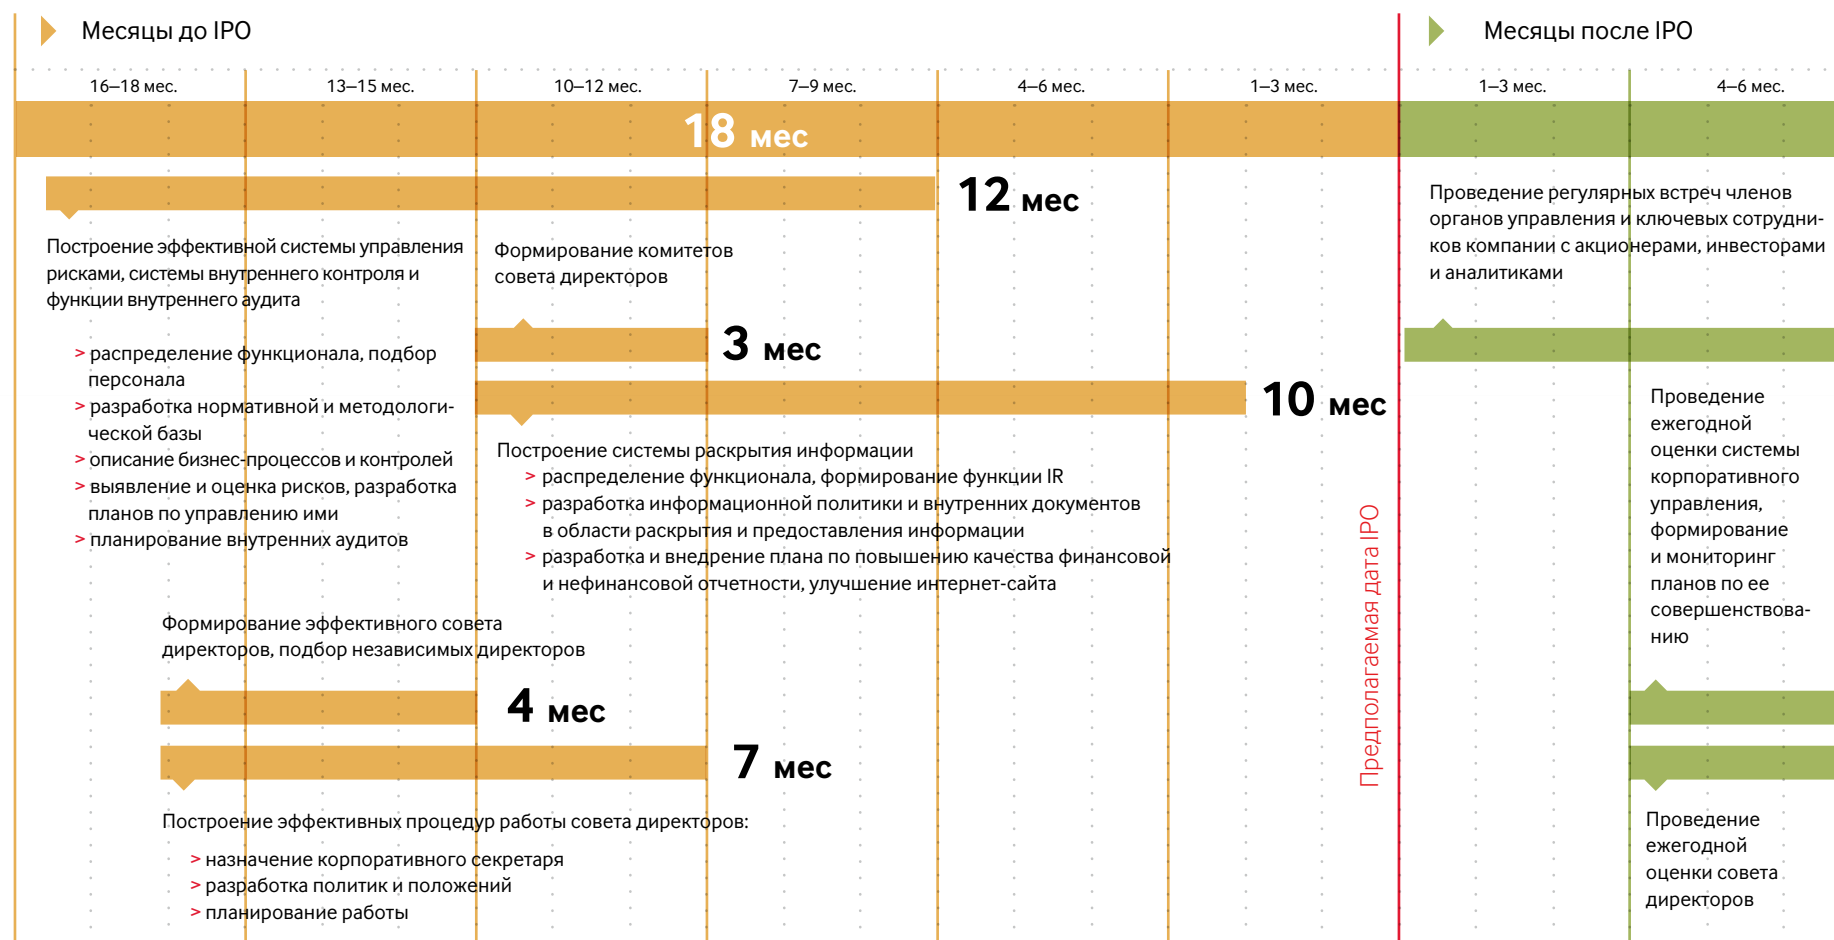 Месяцы до IPO
Месяцы после IPO
16–18 мес.
13–15 мес.
10–12 мес.
7–9 мес.
4–6 мес.
1–3 мес.
1–3 мес.
4–6 мес.
18 мес
12 мес
Построение эффективной системы управления
рисками, системы внутреннего контроля и
функции внутреннего аудита
> распределение функционала, подбор
персонала
> разработка нормативной и методологи-
ческой базы
> описание бизнес-процессов и контролей
> выявление и оценка рисков, разработка
планов по управлению ими
> планирование внутренних аудитов
Формирование комитетов
совета директоров
3 мес
10 мес
Построение системы раскрытия информации
> распределение функционала, формирование функции IR
> разработка информационной политики и внутренних документов
в области раскрытия и предоставления информации
> разработка и внедрение плана по повышению качества финансовой
и нефинансовой отчетности, улучшение интернет-сайта
Формирование эффективного совета
директоров, подбор независимых директоров
4 мес
7 мес
Построение эффективных процедур работы совета директоров:
> назначение корпоративного секретаря
> разработка политик и положений
> планирование работы
Предполагаемая дата IPO
Проведение регулярных встреч членов
органов управления и ключевых сотрудни-
ков компании с акционерами, инвесторами
и аналитиками
Проведение
ежегодной
оценки системы
корпоративного
управления,
формирование
и мониторинг
планов по ее
совершенствова-
нию
Проведение
ежегодной
оценки совета
директоров